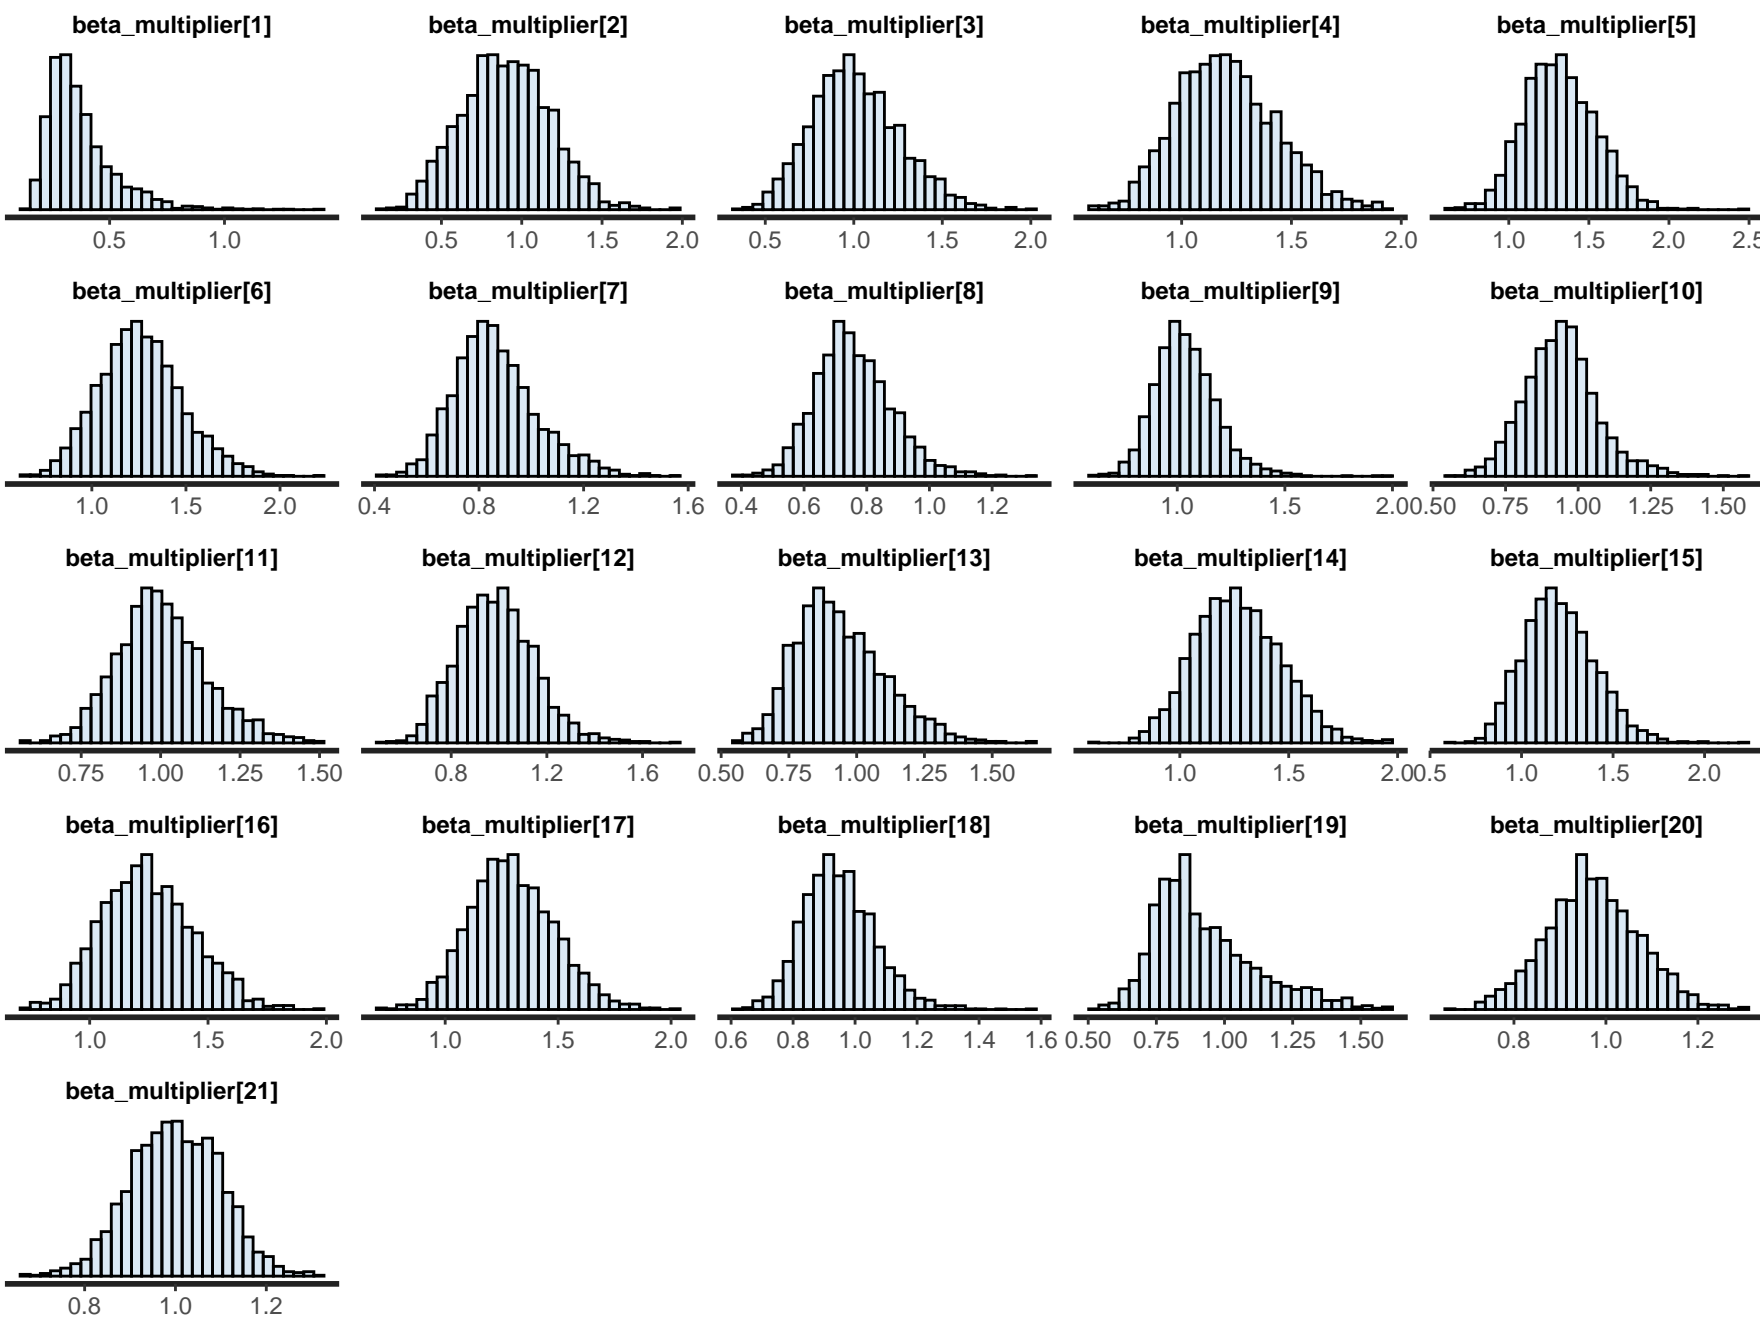 beta_multiplier[1] beta_multiplier[2] beta_multiplier[3] beta_multiplier[4] beta_multiplier[5]
0.5 1.0 0.5 1.0 1.5 2.0 0.5 1.0 1.5 2.0 1.0 1.5 2.0 1.0 1.5 2.0 2.5
beta_multiplier[6] beta_multiplier[7] beta_multiplier[8] beta_multiplier[9] beta_multiplier[10]
1.0 1.5 2.0 0.4 0.8 1.2 1.6 0.4 0.6 0.8 1.0 1.2 1.0 1.5 2.0 0.50 0.75 1.00 1.25 1.50
beta_multiplier[11] beta_multiplier[12] beta_multiplier[13] beta_multiplier[14] beta_multiplier[15]
0.75 1.00 1.25 1.50 0.8 1.2 1.6 0.50 0.75 1.00 1.25 1.50 1.0 1.5 2.0 0.5 1.0 1.5 2.0
beta_multiplier[16] beta_multiplier[17] beta_multiplier[18] beta_multiplier[19] beta_multiplier[20]
1.0 1.5 2.0 1.0 1.5 2.0 0.6 0.8 1.0 1.2 1.4 1.6 0.50 0.75 1.00 1.25 1.50 0.8 1.0 1.2
beta_multiplier[21]
0.8 1.0 1.2